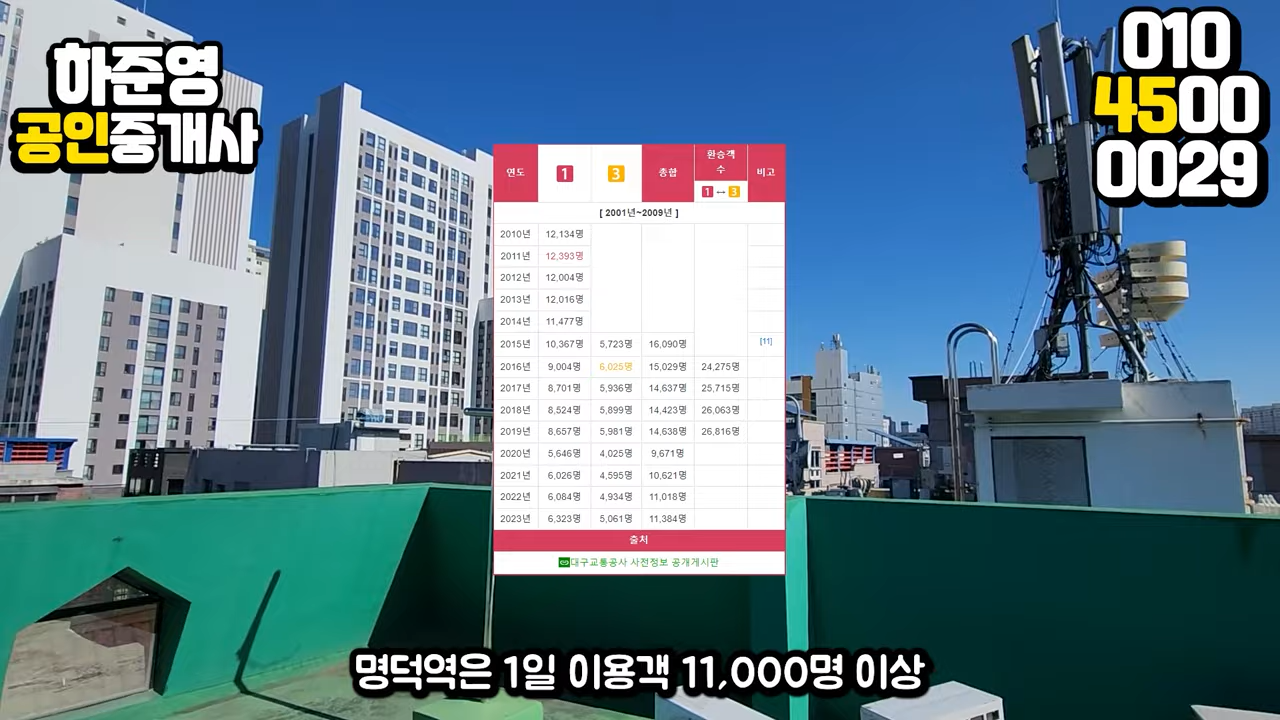 하준영
공인중개사
010
4500
0029
연도 1 3 총합 환승객 수 비고
1 ↔ 3
[ 2001년~2009년 ]
2010년 12,134명
2011년 12,393명
2012년 12,004명
2013년 12,016명
2014년 11,477명
2015년 10,367명 5,723명 16,090명 [11]
2016년 9,004명 6,025명 15,029명 24,275명
2017년 8,701명 5,936명 14,637명 25,715명
2018년 8,524명 5,899명 14,423명 26,063명
2019년 8,657명 5,981명 14,638명 26,816명
2020년 5,646명 4,025명 9,671명
2021년 6,026명 4,595명 10,621명
2022년 6,084명 4,934명 11,018명
2023년 6,323명 5,061명 11,384명
출처
대구교통공사 사전정보 공개게시판
명덕역은 1일 이용객 11,000명 이상